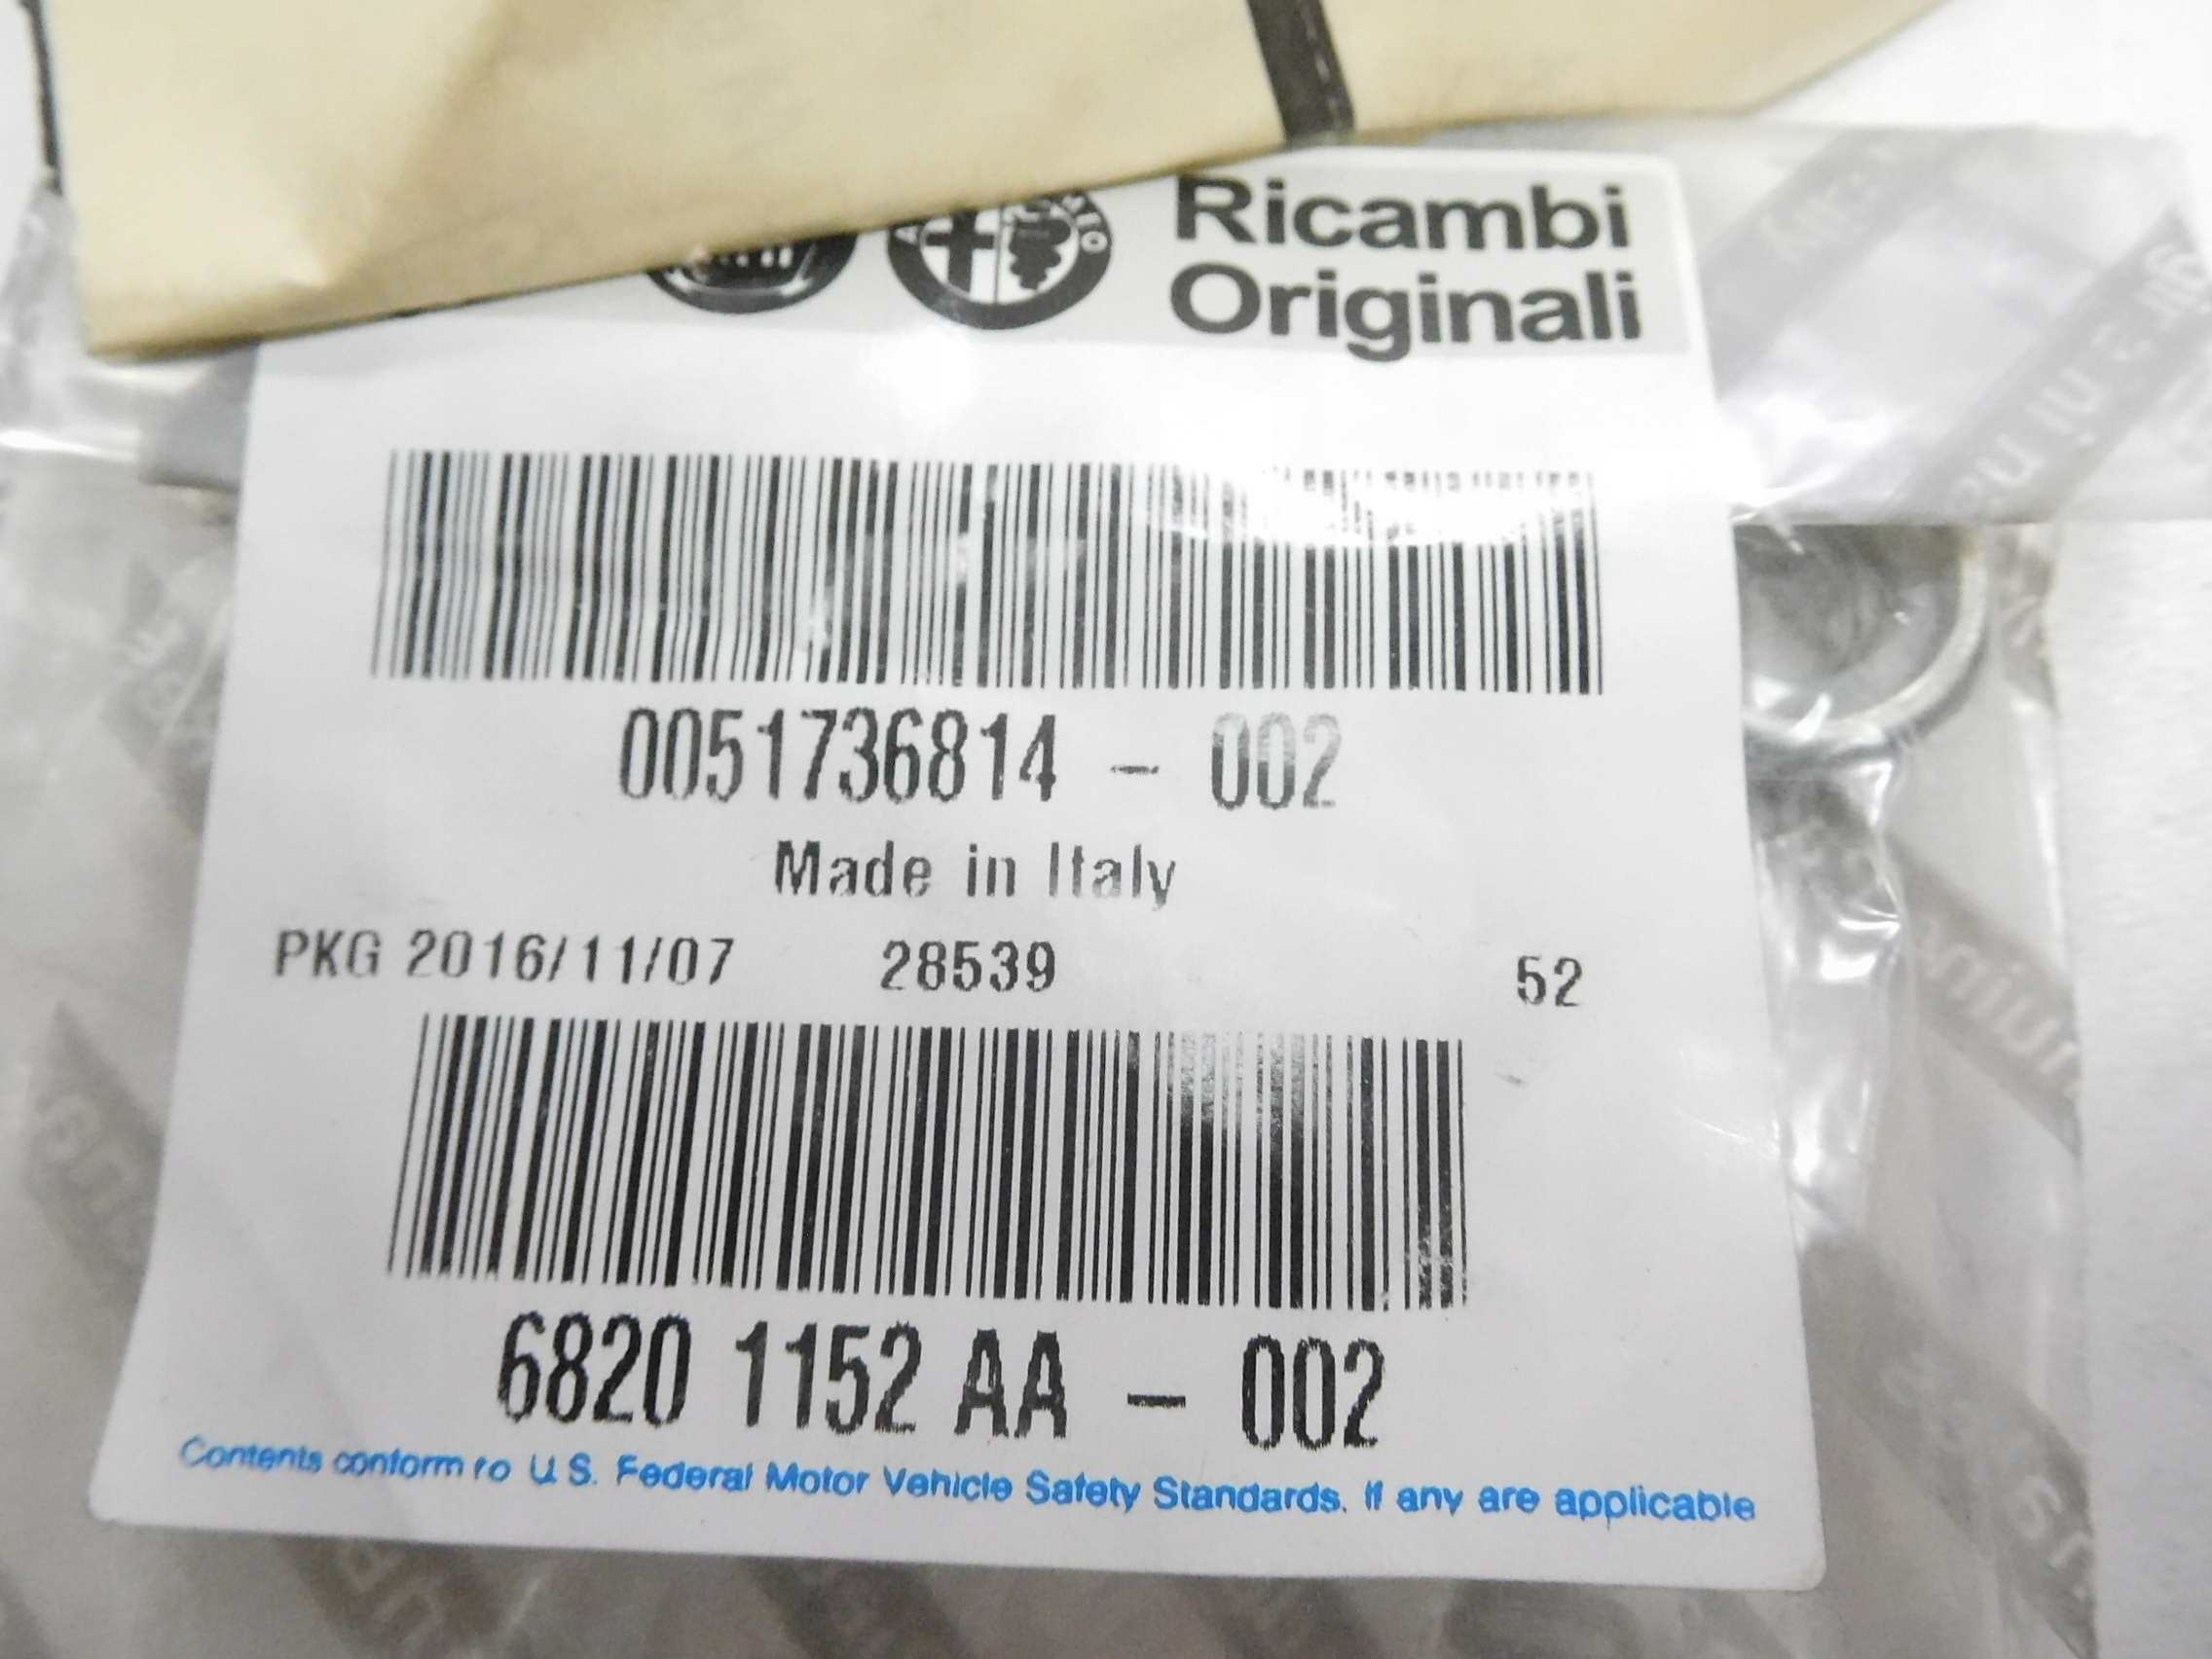 Ricambi
Originali
0051736814 - 002
Made in Italy
PKG 2016/11/07 28539 52
6820 1152 AA - 002
Contents conform to U.S. Federal Motor Vehicle Safety Standards. If any are applicable